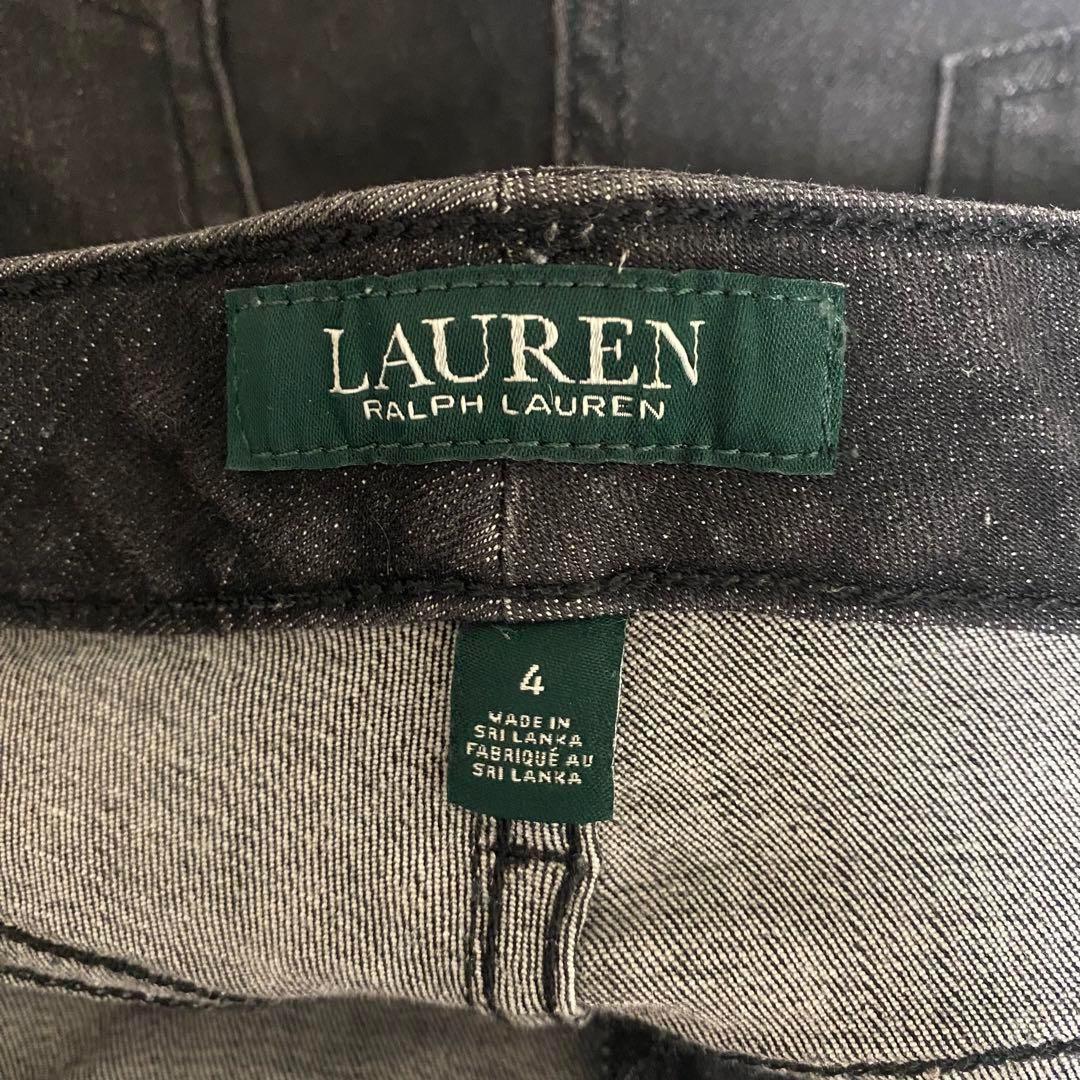 LAUREN
RALPH LAUREN
4
MADE IN
SRI LANKA
FABRIQUÉ AU
SRI LANKA